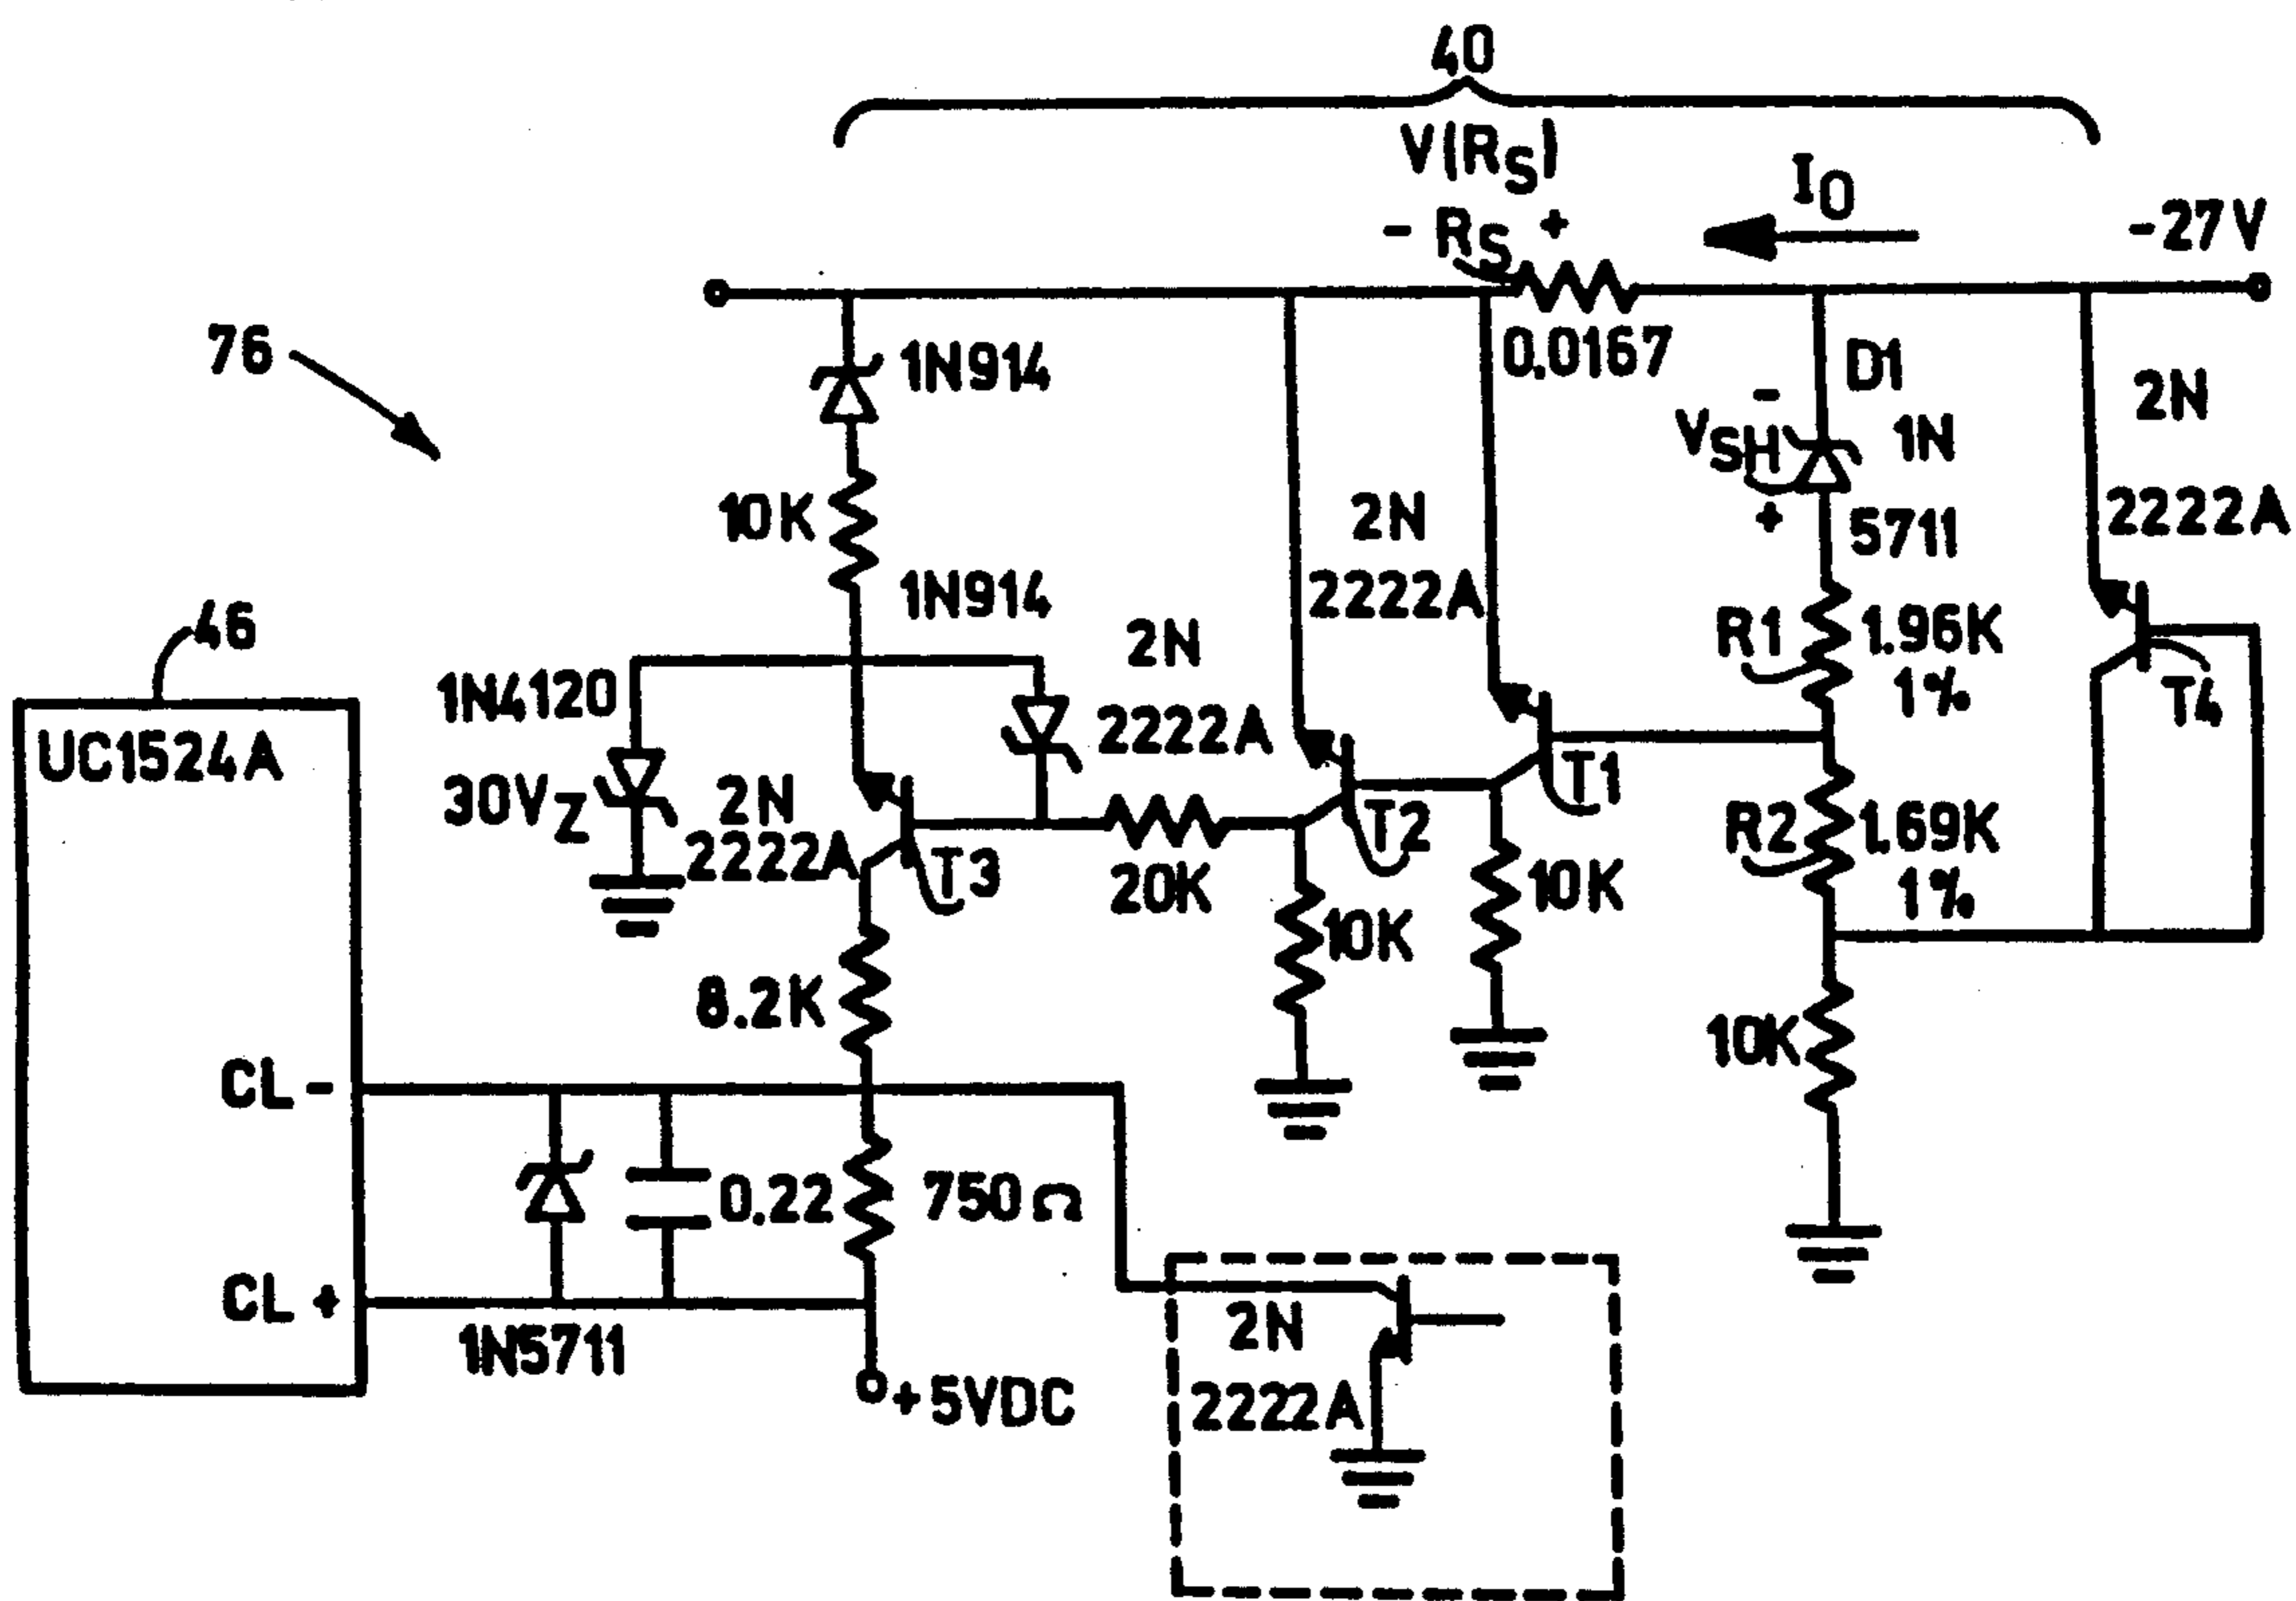 40
V(RS)
- RS +
IO
-27V
76
1N914
0.0167
D1
-
VSH
+
1N
5711
2N
2222A
10K
1N914
2N
2222A
R1
1.96K
1%
T4
46
UC1524A
1N4120
30VZ
2N
2222A
2N
2222A
T3
T2
T1
20K
R2
1.69K
1%
10K
10K
8.2K
10K
CL -
0.22
750Ω
CL +
1N5711
+5VDC
2N
2222A